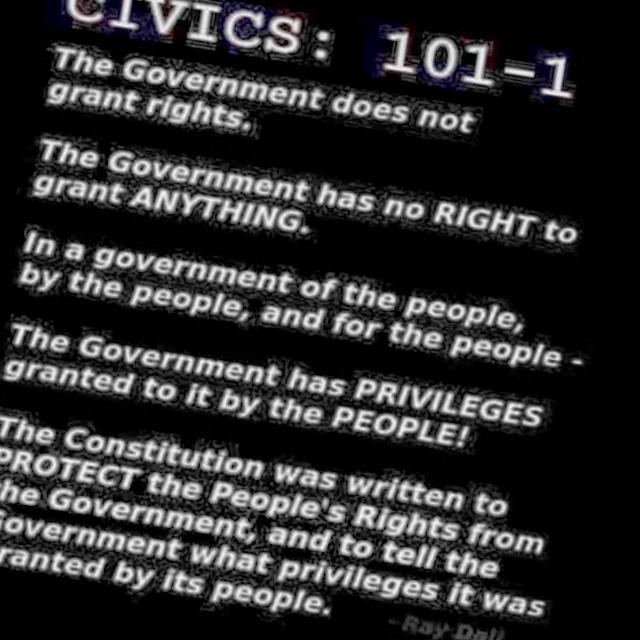 CIVICS: 101-1
The Government does not
grant rights.
The Government has no RIGHT to
grant ANYTHING.
In a government of the people,
by the people, and for the people -
The Government has PRIVILEGES
granted to it by the PEOPLE!
The Constitution was written to
PROTECT the People's Rights from
the Government, and to tell the
Government what privileges it was
granted by its people.